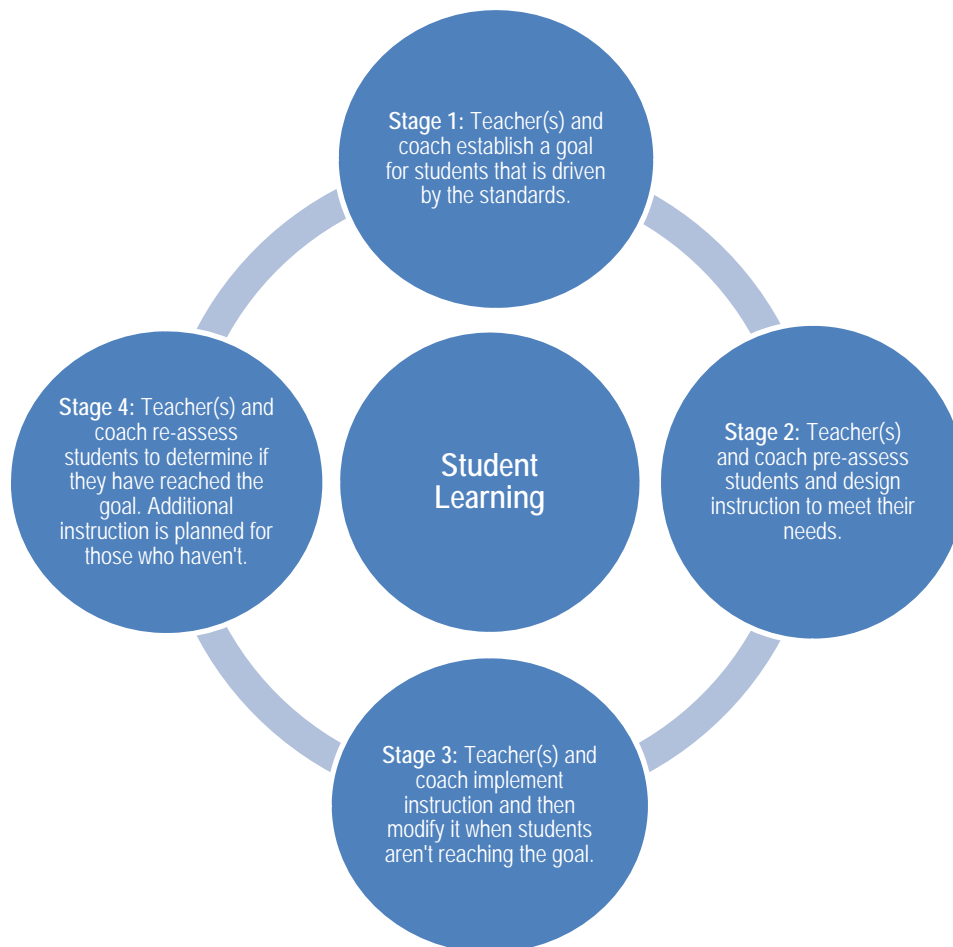 Stage 1: Teacher(s) and
coach establish a goal
for students that is driven
by the standards.
Stage 2: Teacher(s)
and coach pre-assess
students and design
instruction to meet their
needs.
Stage 3: Teacher(s) and
coach implement
instruction and then
modify it when students
aren't reaching the goal.
Stage 4: Teacher(s) and
coach re-assess
students to determine if
they have reached the
goal. Additional
instruction is planned for
those who haven't.
Student
Learning